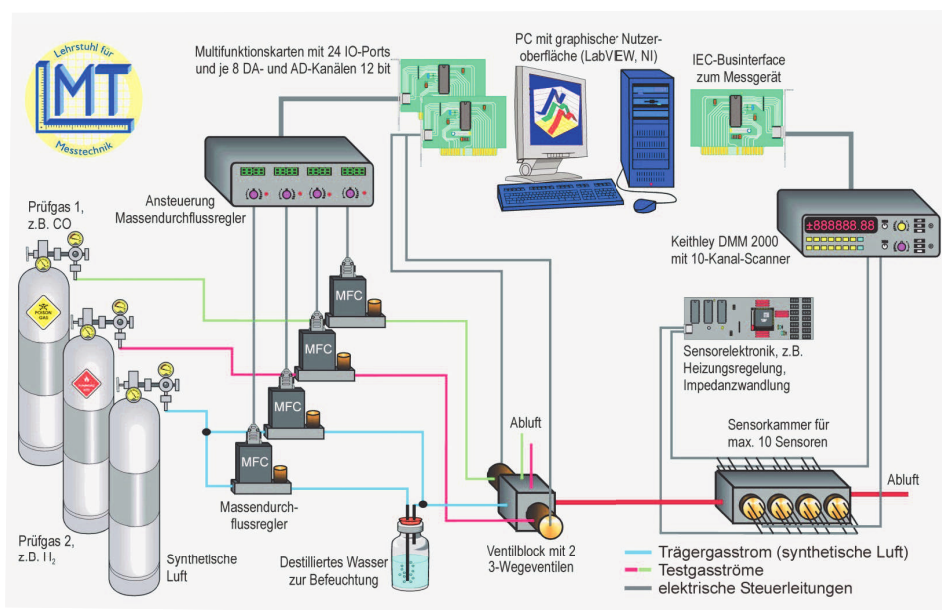 Lehrstuhl für
LMT
Messtechnik
Multifunktionskarten mit 24 IO-Ports
und je 8 DA- und AD-Kanälen 12 bit
PC mit graphischer Nutzer-
oberfläche (LabVIEW, NI)
IEC-Businterface
zum Messgerät
Ansteuerung
Massendurchflussregler
Prüfgas 1,
z.B. CO
±888888.88
Keithley DMM 2000
mit 10-Kanal-Scanner
POISON
GAS
MFC
MFC
MFC
MFC
Sensorelektronik, z.B.
Heizungsregelung,
Impedanzwandlung
Abluft
Sensorkammer für
max. 10 Sensoren
Abluft
Massendurch-
flussregler
Prüfgas 2,
Synthetische
Luft
Destilliertes Wasser
zur Befeuchtung
Ventilblock mit 2
3-Wegeventilen
Trägergasstrom (synthetische Luft)
Testgasströme
elektrische Steuerleitungen